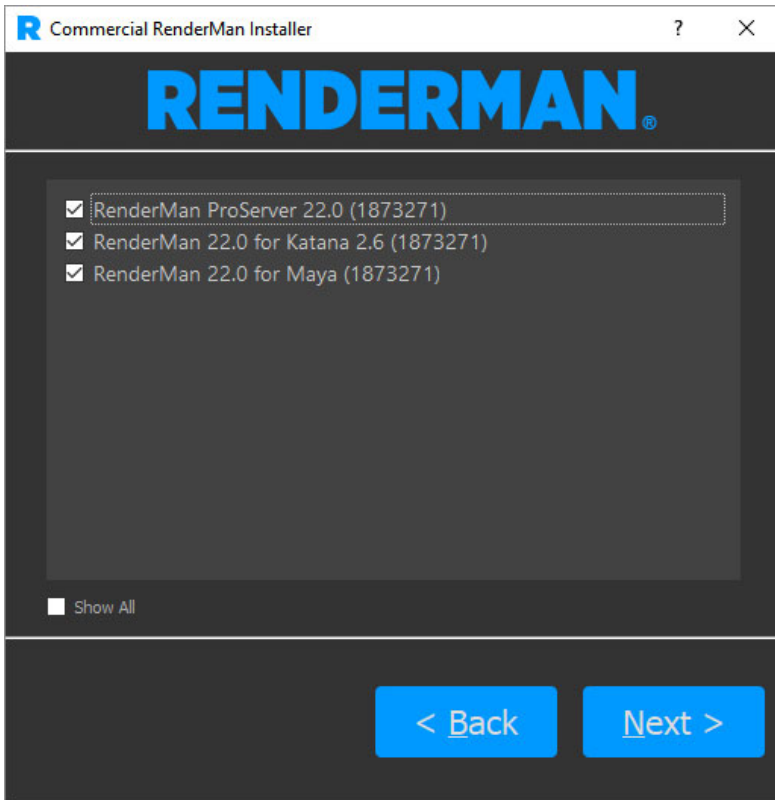 R Commercial RenderMan Installer ? X
RENDERMAN®
RenderMan ProServer 22.0 (1873271)
RenderMan 22.0 for Katana 2.6 (1873271)
RenderMan 22.0 for Maya (1873271)
Show All
< Back
Next >